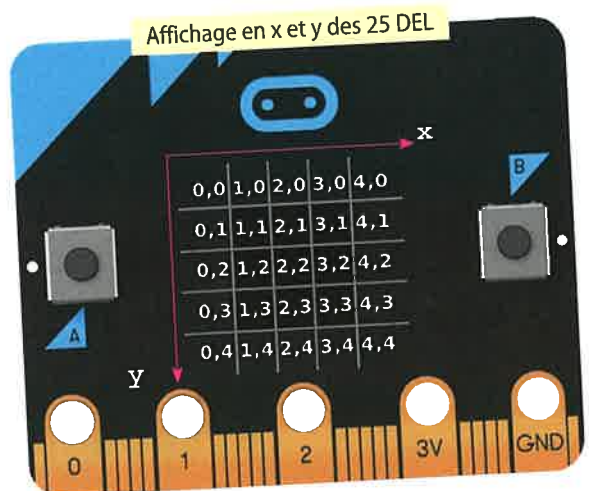 Affichage en x et y des 25 DEL
x
B
0,0 1,0 2,0 3,0 4,0
0,1 1,1 2,1 3,1 4,1
0,2 1,2 2,2 3,2 4,2
0,3 1,3 2,3 3,3 4,3
0,4 1,4 2,4 3,4 4,4
A
y
0 1 2 3V GND